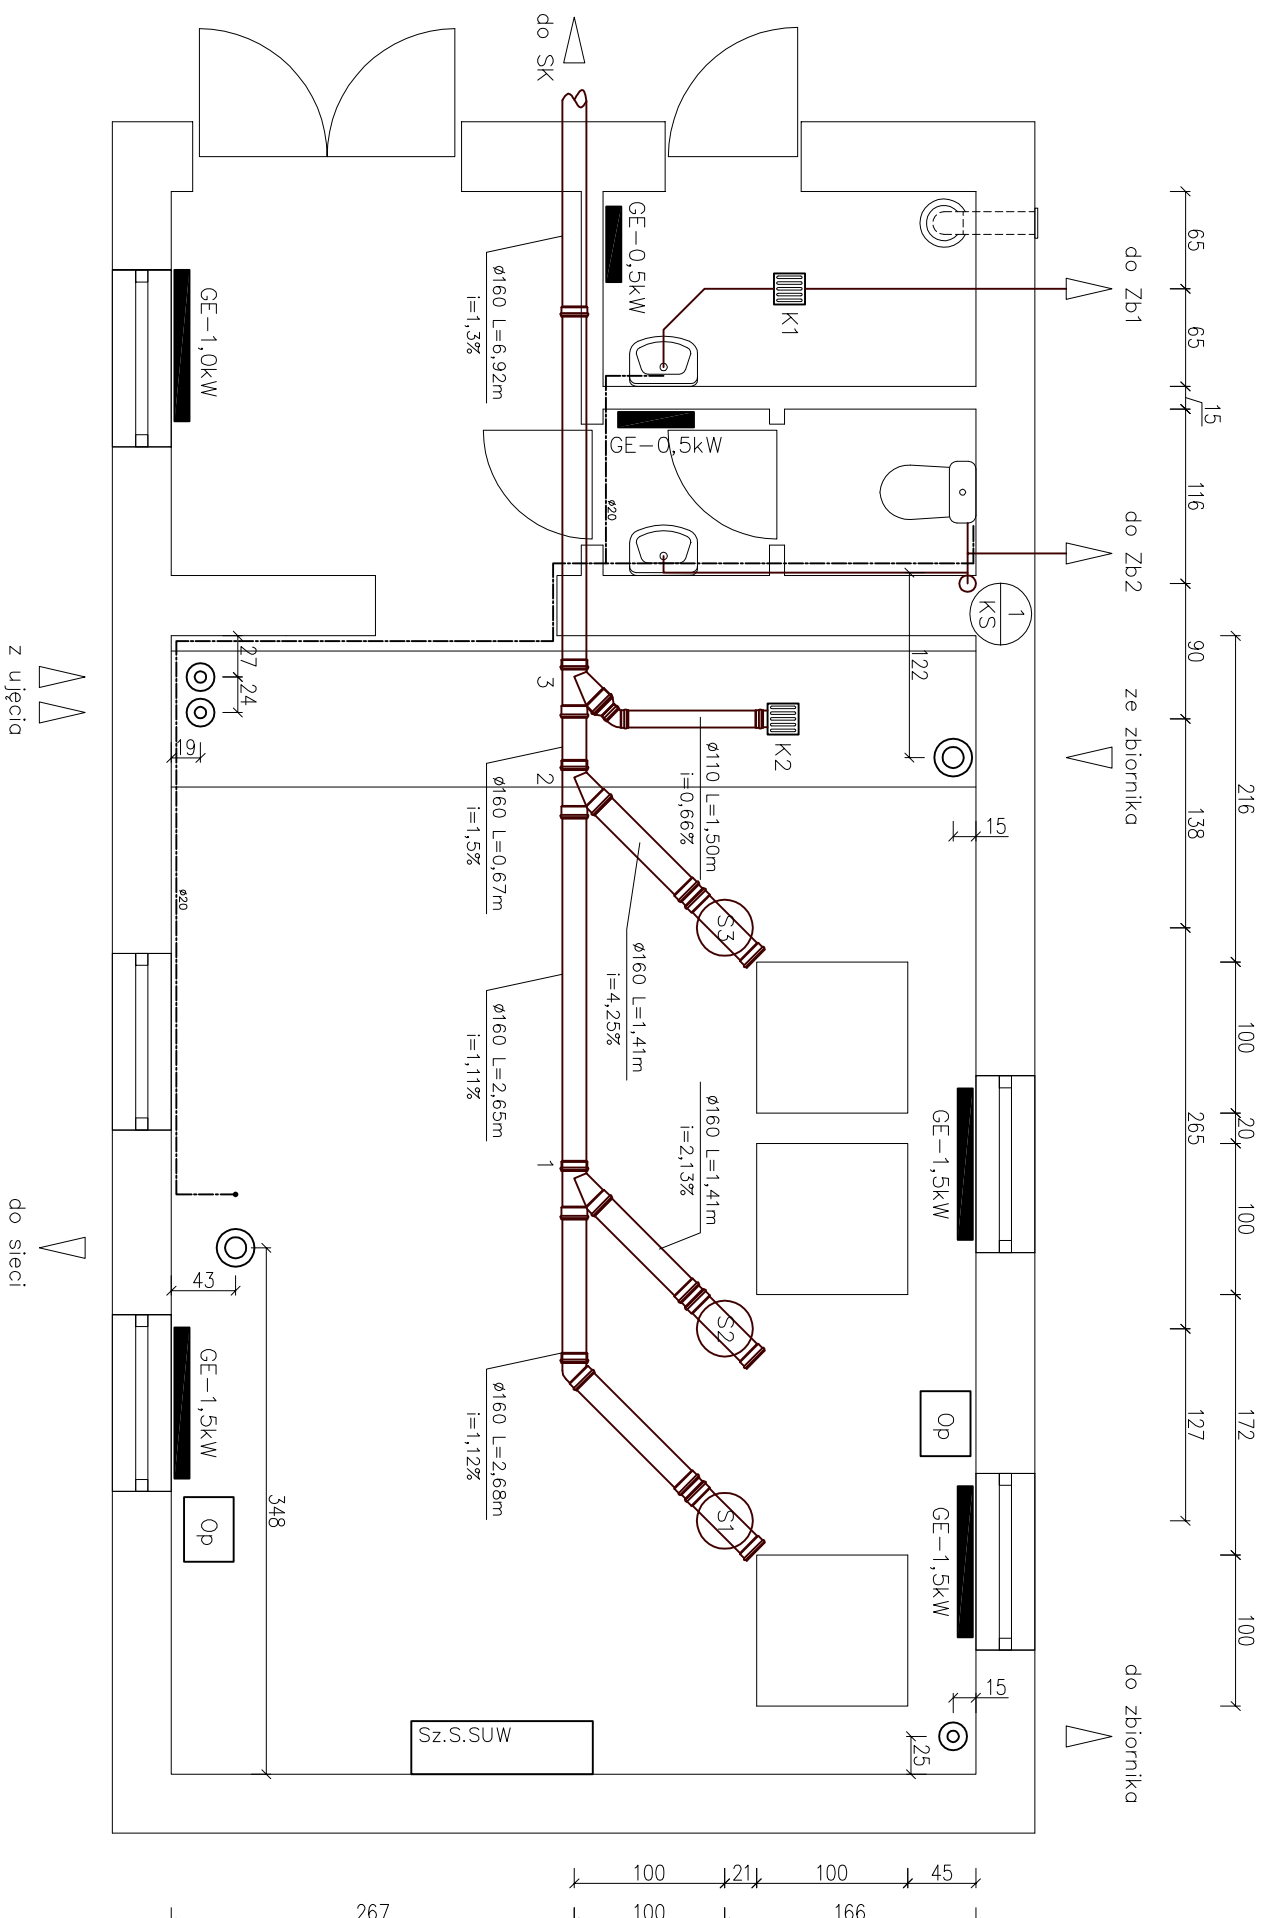 do SK
do Zb1
do Zb2
ze zbiornika
do zbiornika
z ujęcia
do sieci
65
65
15
116
90
138
265
127
216
100
20
100
172
100
GE-0,5kW
K1
GE-1,0kW
ø160 L=6,92m
i=1,3%
GE-0,5kW
ø20
1
KS
122
27
24
19
3
K2
ø110 L=1,50m
i=0,66%
2
ø160 L=0,67m
i=1,5%
15
S3
ø160 L=1,41m
i=4,25%
ø20
ø160 L=2,65m
i=1,11%
1
ø160 L=1,41m
i=2,13%
GE-1,5kW
S2
43
GE-1,5kW
ø160 L=2,68m
i=1,12%
Op
Op
348
S1
GE-1,5kW
15
25
Sz.S.SUW
100
21
100
45
267
100
166